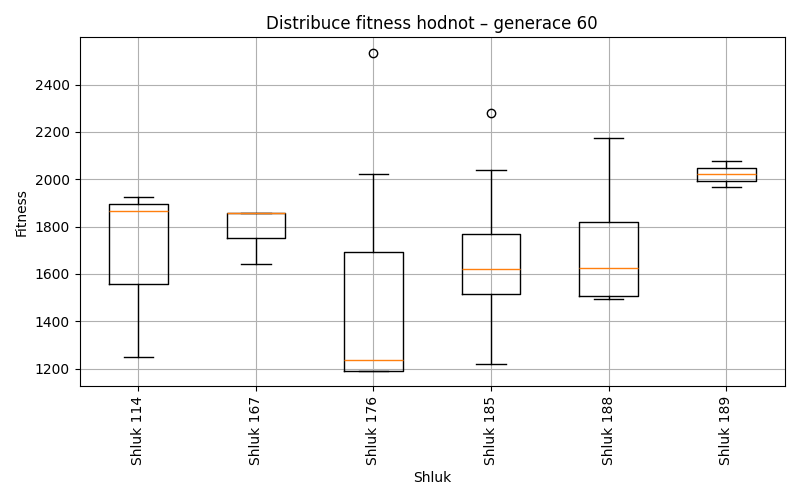 Distribuce fitness hodnot – generace 60
Fitness
2400
2200
2000
1800
1600
1400
1200
Shluk 114
Shluk 167
Shluk 176
Shluk 185
Shluk 188
Shluk 189
Shluk